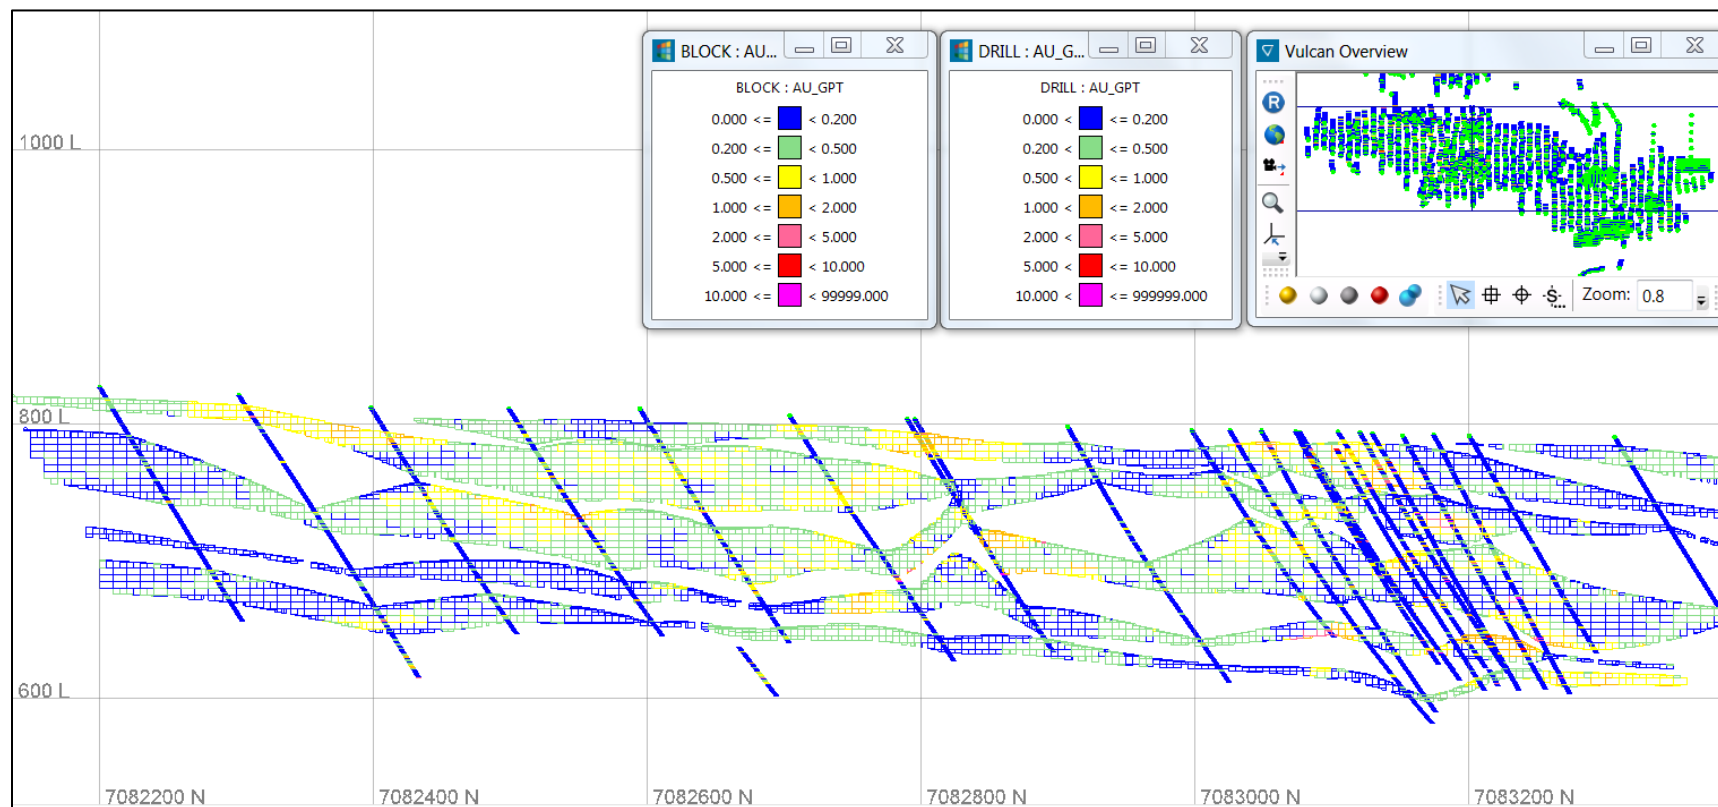 BLOCK : AU...
BLOCK : AU_GPT
0.000 <= < 0.200
0.200 <= < 0.500
0.500 <= < 1.000
1.000 <= < 2.000
2.000 <= < 5.000
5.000 <= < 10.000
10.000 <= < 99999.000
DRILL : AU_G...
DRILL : AU_GPT
0.000 < <= 0.200
0.200 < <= 0.500
0.500 < <= 1.000
1.000 < <= 2.000
2.000 < <= 5.000
5.000 < <= 10.000
10.000 < <= 999999.000
Vulcan Overview
R
S
Zoom: 0.8
1000 L
800 L
600 L
7082200 N
7082400 N
7082600 N
7082800 N
7083000 N
7083200 N